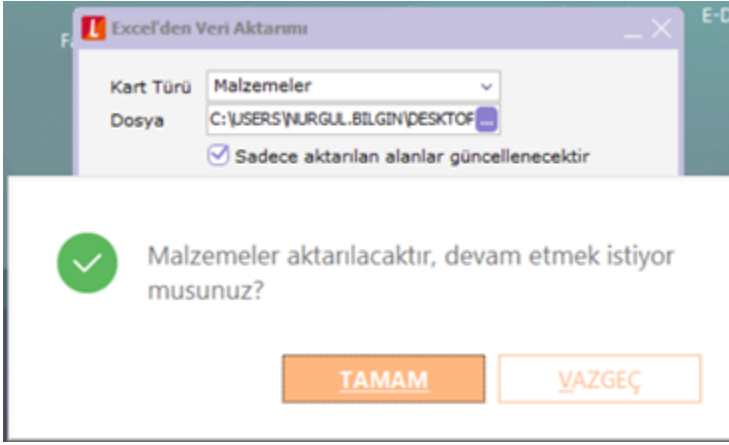 E-D
Excel'den Veri Aktarımı
Kart Türü Malzemeler
Dosya C:\USERS\NURGUL.BILGIN\DESKTOP ...
Sadece aktarılan alanlar güncellenecektir
Malzemeler aktarılacaktır, devam etmek istiyor
musunuz?
TAMAM VAZGEÇ